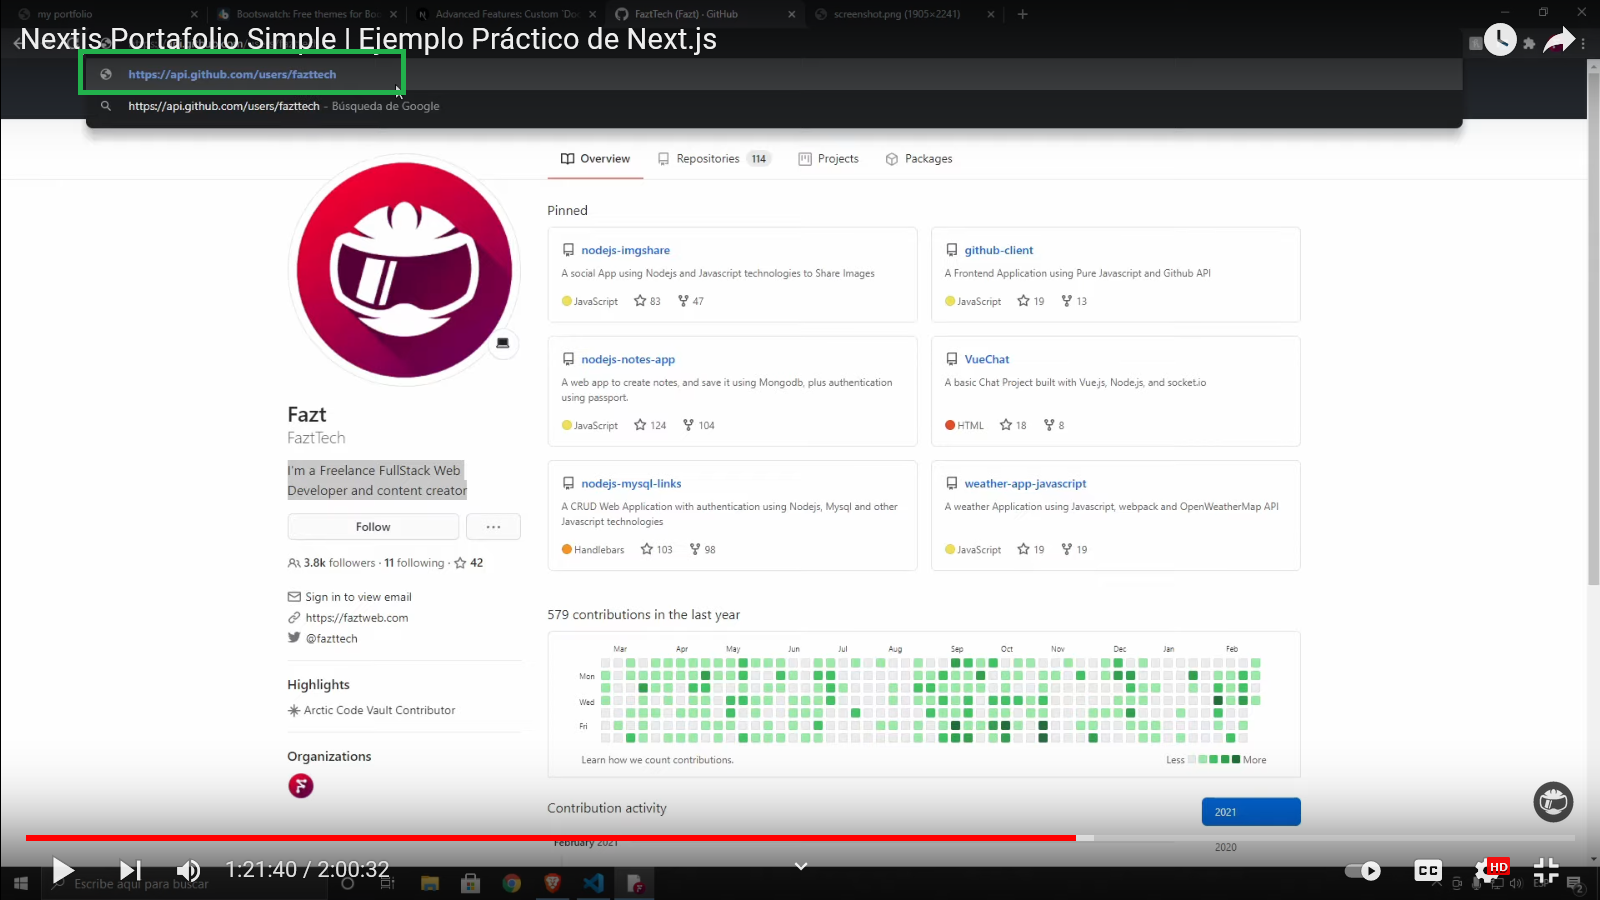 my portfolio
Bootswatch: Free themes for Boo
Advanced Features: Custom `Doc
FaztTech (Fazt) · GitHub
screenshot.png (1905×2241)
Nextjs Portafolio Simple | Ejemplo Práctico de Next.js
https://api.github.com/users/fazttech
https://api.github.com/users/fazttech - Búsqueda de Google
Overview
Repositories 114
Projects
Packages
Pinned
nodejs-imgshare
A social App using Nodejs and Javascript technologies to Share Images
JavaScript 83 47
github-client
A Frontend Application using Pure Javascript and Github API
JavaScript 19 13
nodejs-notes-app
A web app to create notes, and save it using Mongodb, plus authentication
using passport.
JavaScript 124 104
VueChat
A basic Chat Project built with Vue.js, Node.js, and socket.io
HTML 18 8
nodejs-mysql-links
A CRUD Web Application with authentication using Nodejs, Mysql and other
Javascript technologies
Handlebars 103 98
weather-app-javascript
A weather Application using Javascript, webpack and OpenWeatherMap API
JavaScript 19 19
Fazt
FaztTech
I'm a Freelance FullStack Web
Developer and content creator
Follow
...
3.8k followers · 11 following · 42
Sign in to view email
https://faztweb.com
@fazttech
Highlights
Arctic Code Vault Contributor
Organizations
579 contributions in the last year
Mar Apr May Jun Jul Aug Sep Oct Nov Dec Jan Feb
Mon
Wed
Fri
Learn how we count contributions.
Less More
Contribution activity
2021
February 2021
2020
1:21:40 / 2:00:32
CC
HD
Escribe aquí para buscar
ESP
2